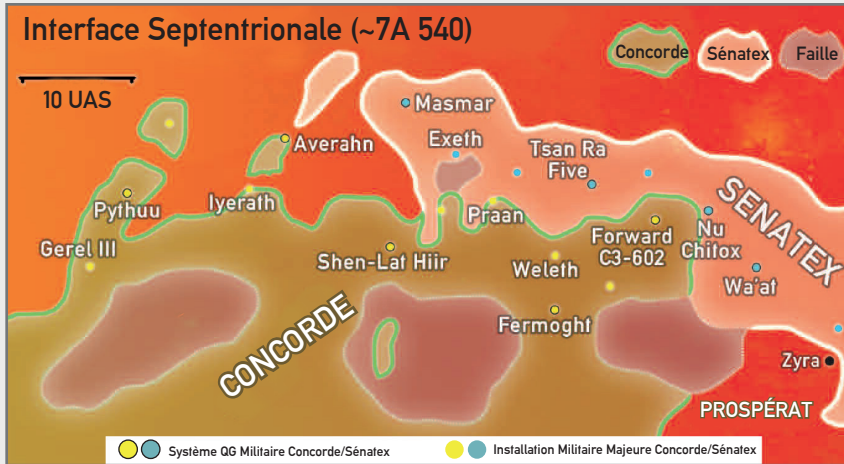 Interface Septentrionale (~7A 540)
Concorde
Sénatex
Faille
10 UAS
Masmar
Exeth
Averahn
Tsan Ra
Five
SENATEX
Pythuu
Iyerath
Praan
Gerel III
Shen-Lat Hiir
Weleth
Forward
C3-602
Nu
Chitox
Wa'at
CONCORDE
Fermoght
Zyra
PROSPÉRAT
Système QG Militaire Concorde/Sénatex
Installation Militaire Majeure Concorde/Sénatex